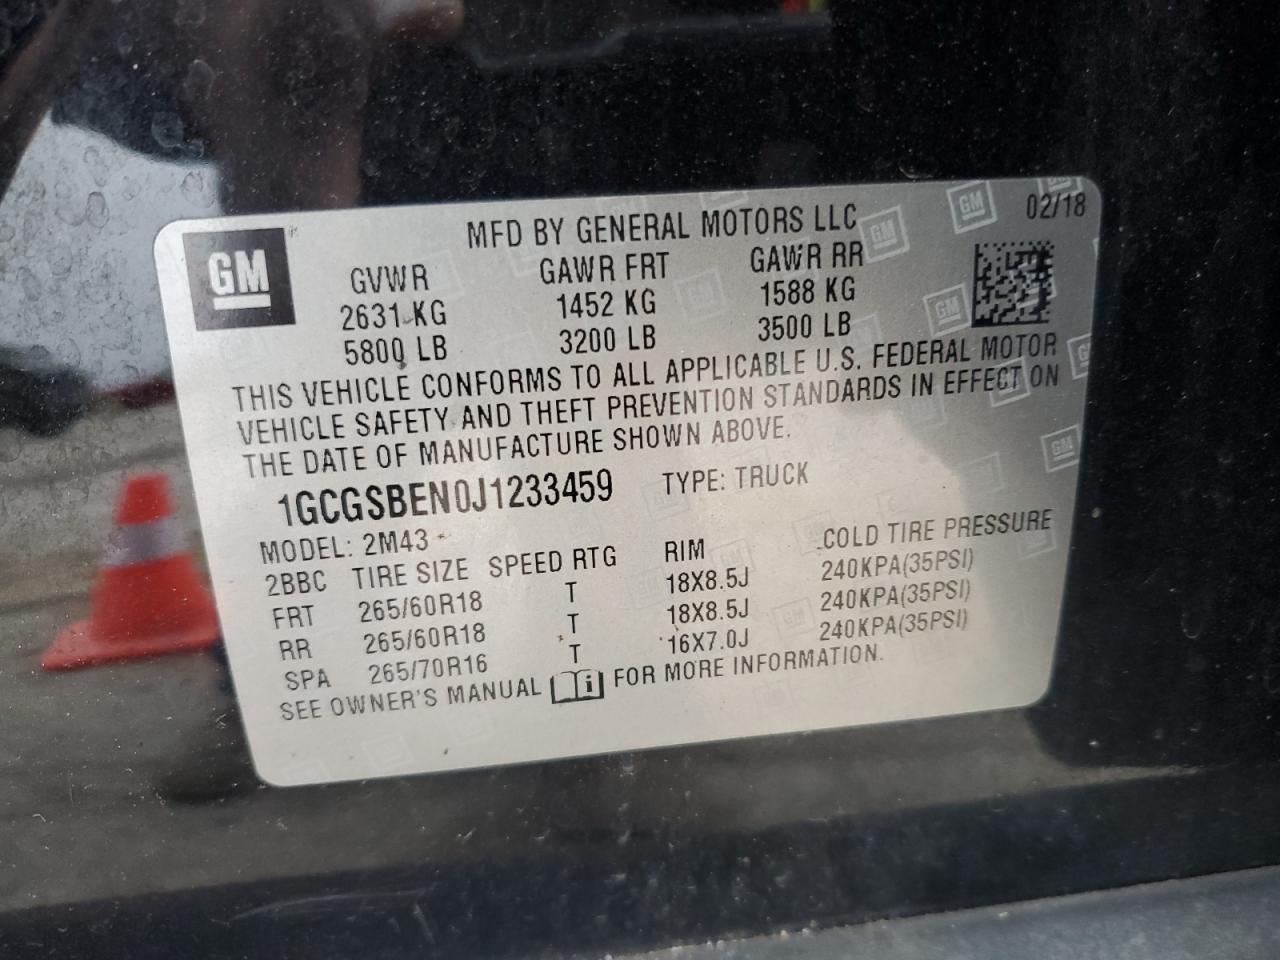 GM
MFD BY GENERAL MOTORS LLC
02/18
GVWR GAWR FRT GAWR RR
2631 KG 1452 KG 1588 KG
5800 LB 3200 LB 3500 LB
THIS VEHICLE CONFORMS TO ALL APPLICABLE U.S. FEDERAL MOTOR
VEHICLE SAFETY AND THEFT PREVENTION STANDARDS IN EFFECT ON
THE DATE OF MANUFACTURE SHOWN ABOVE.
1GCGSBEN0J1233459 TYPE: TRUCK
MODEL: 2M43
2BBC TIRE SIZE SPEED RTG RIM COLD TIRE PRESSURE
FRT 265/60R18 T 18X8.5J 240KPA(35PSI)
RR 265/60R18 T 18X8.5J 240KPA(35PSI)
SPA 265/70R16 T 16X7.0J 240KPA(35PSI)
SEE OWNER'S MANUAL i FOR MORE INFORMATION.